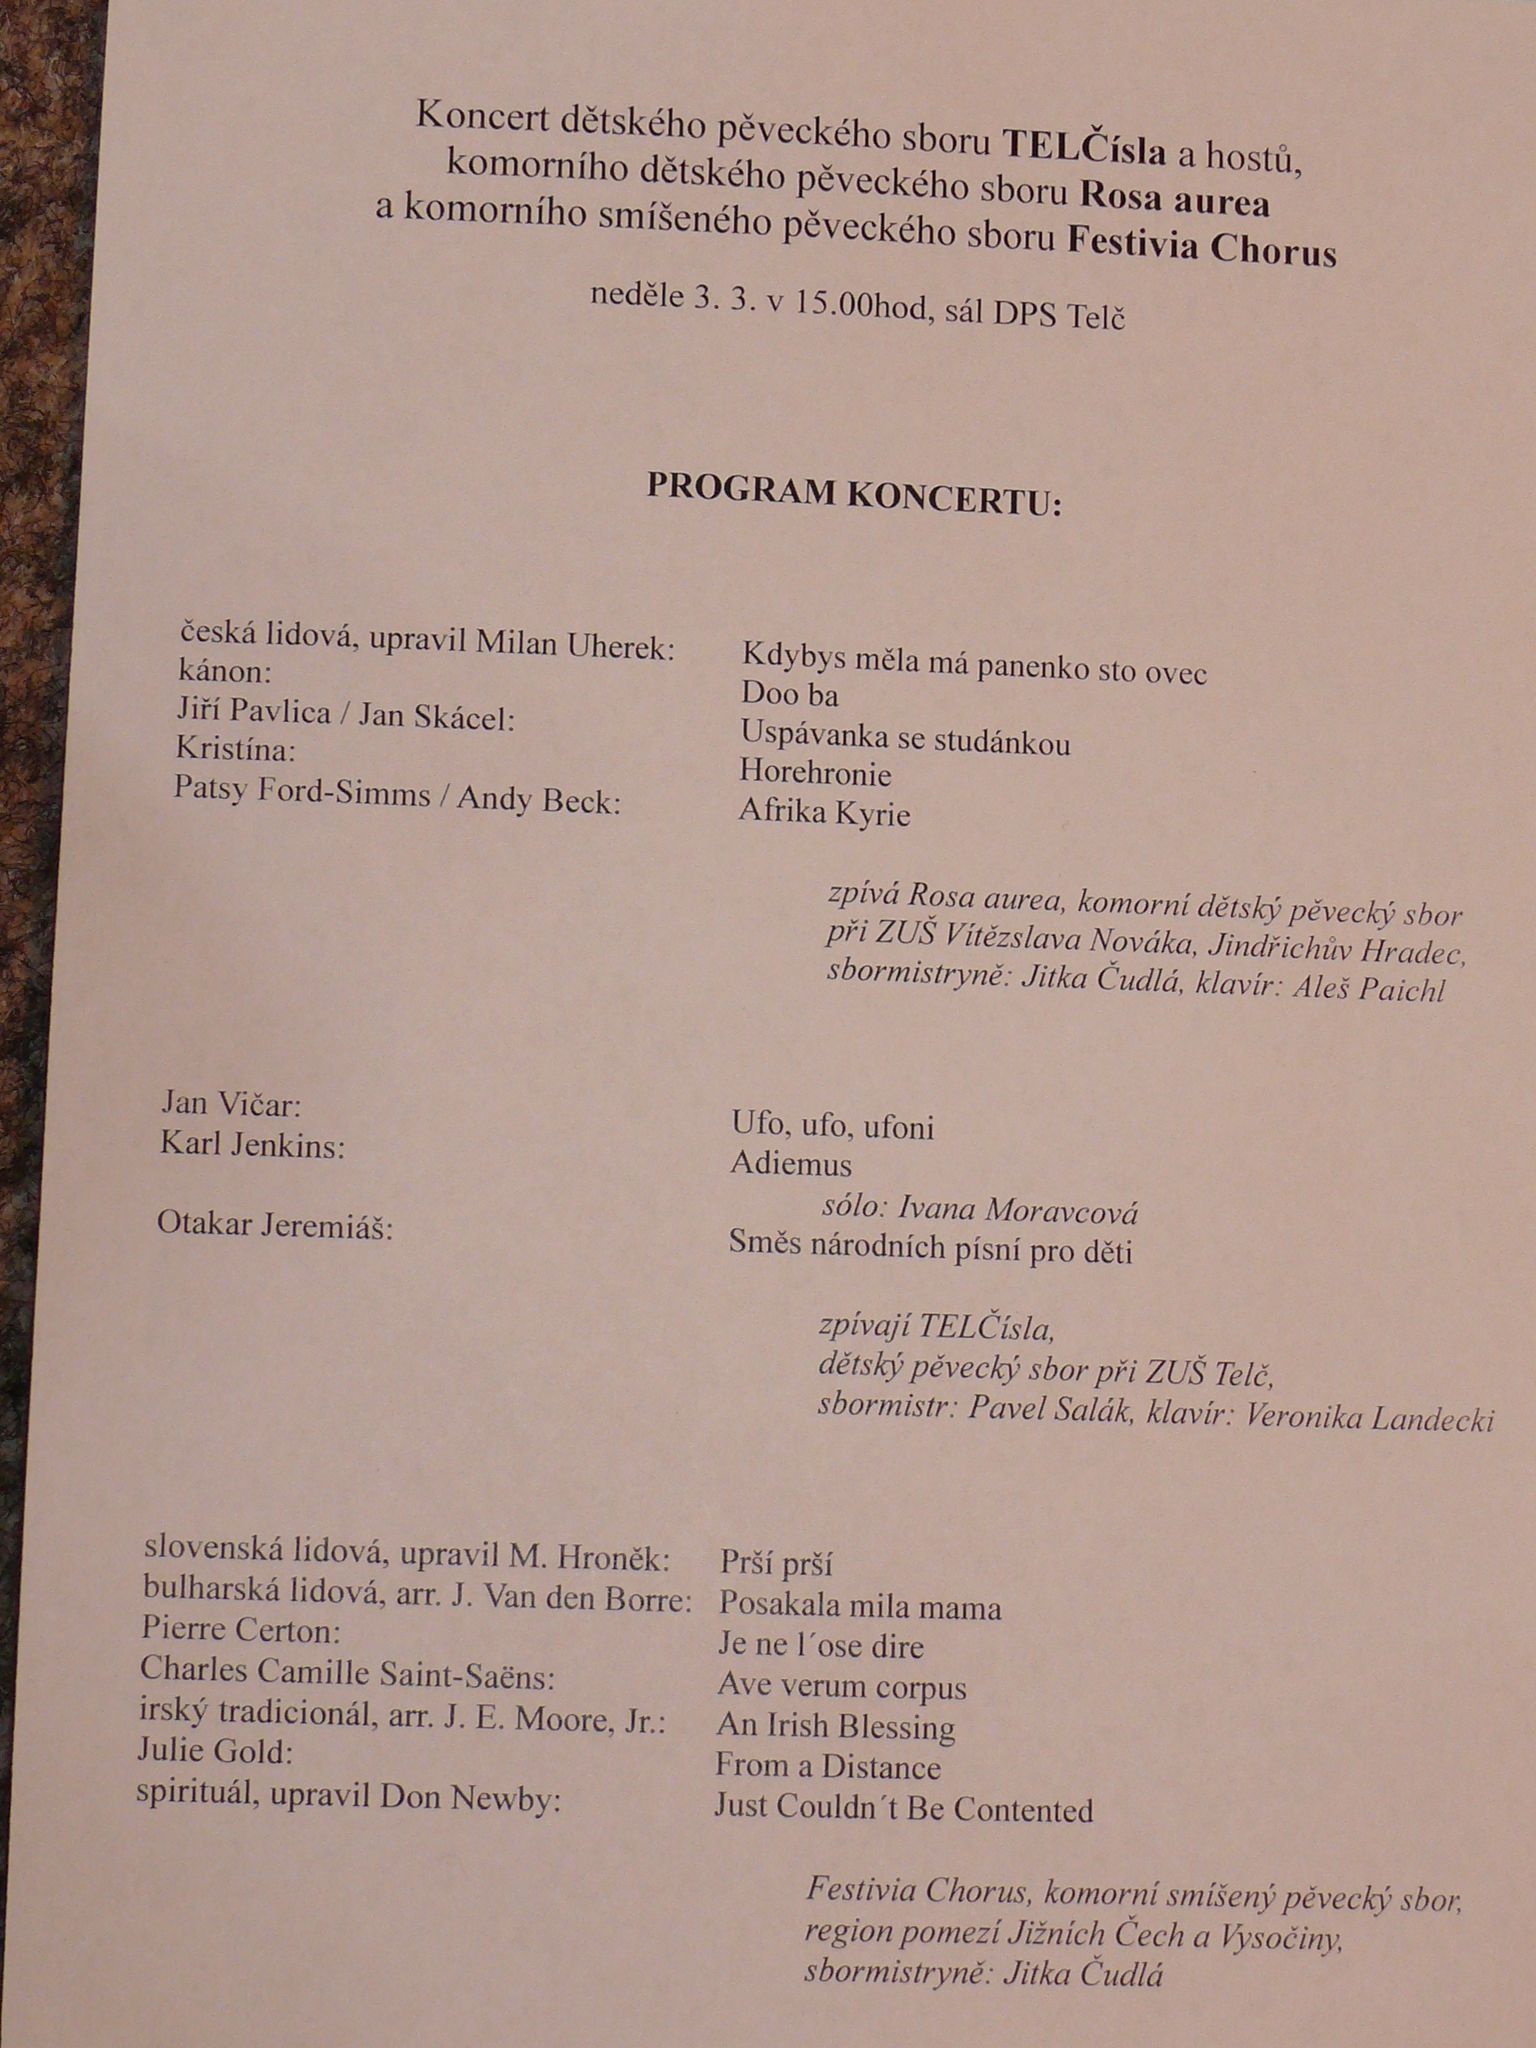 Koncert dětského pěveckého sboru TELČísla a hostů,
komorního dětského pěveckého sboru Rosa aurea
a komorního smíšeného pěveckého sboru Festivia Chorus
neděle 3. 3. v 15.00hod, sál DPS Telč
PROGRAM KONCERTU:
česká lidová, upravil Milan Uherek: Kdybys měla má panenko sto ovec
kánon: Doo ba
Jiří Pavlica / Jan Skácel: Uspávanka se studánkou
Kristína: Horehronie
Patsy Ford-Simms / Andy Beck: Afrika Kyrie
zpívá Rosa aurea, komorní dětský pěvecký sbor
při ZUŠ Vítězslava Nováka, Jindřichův Hradec,
sbormistryně: Jitka Čudlá, klavír: Aleš Paichl
Jan Vičar: Ufo, ufo, ufoni
Karl Jenkins: Adiemus
sólo: Ivana Moravcová
Otakar Jeremiáš: Směs národních písní pro děti
zpívají TELČísla,
dětský pěvecký sbor při ZUŠ Telč,
sbormistr: Pavel Salák, klavír: Veronika Landecki
slovenská lidová, upravil M. Hroněk: Prší prší
bulharská lidová, arr. J. Van den Borre: Posakala mila mama
Pierre Certon: Je ne l´ose dire
Charles Camille Saint-Saëns: Ave verum corpus
irský tradicionál, arr. J. E. Moore, Jr.: An Irish Blessing
Julie Gold: From a Distance
spirituál, upravil Don Newby: Just Couldn´t Be Contented
Festivia Chorus, komorní smíšený pěvecký sbor,
region pomezí Jižních Čech a Vysočiny,
sbormistryně: Jitka Čudlá